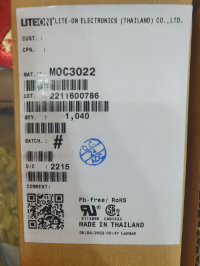 LITEON LITE-ON ELECTRONICS (THAILAND) CO.,LTD.
CUST. :
CPN. :
MAT. : MOC3022
LOT. : 2211600786
QTY. : 1,040
BATCH. : #
D/C : 2215
COMMENT:
Pb-free/ RoHS
MADE IN THAILAND